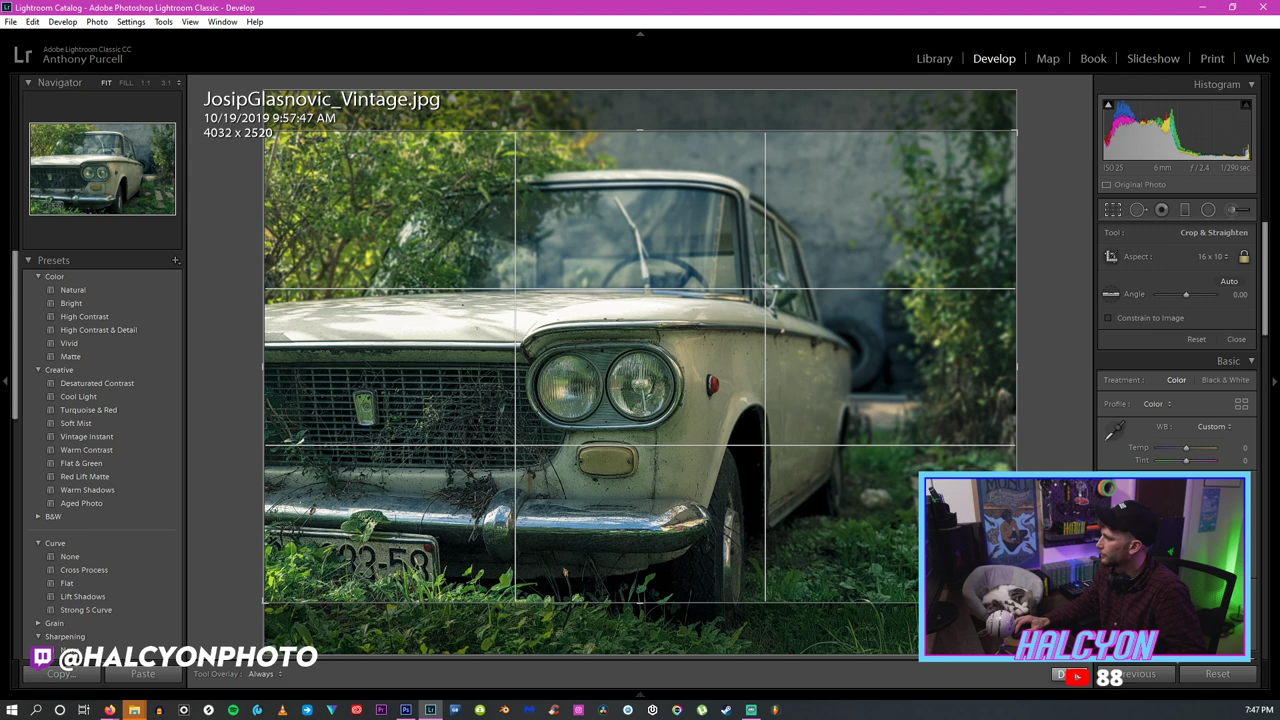 Lightroom Catalog - Adobe Photoshop Lightroom Classic - Develop
File Edit Develop Photo Settings Tools View Window Help
Lr
Adobe Lightroom Classic CC
Anthony Purcell
Library | Develop | Map | Book | Slideshow | Print | Web
Navigator FIT FILL 1:1 3:1
Histogram
JosipGlasnovic_Vintage.jpg
10/19/2019 9:57:47 AM
4032 x 2520
ISO 25 6 mm f / 2.4 1/290 sec
Original Photo
Tool: Crop & Straighten
Aspect: 16 x 10
Auto
Angle 0.00
Constrain to Image
Reset Close
Basic
Treatment: Color Black & White
Profile: Color
WB: Custom
Temp 0
Tint 0
Presets
Color
Natural
Bright
High Contrast
High Contrast & Detail
Vivid
Matte
Creative
Desaturated Contrast
Cool Light
Turquoise & Red
Soft Mist
Vintage Instant
Warm Contrast
Flat & Green
Red Lift Matte
Warm Shadows
Aged Photo
B&W
Curve
None
Cross Process
Flat
Lift Shadows
Strong S Curve
Grain
Sharpening
@HALCYONPHOTO
HALCYON
Copy... Paste
Tool Overlay: Always
88
Previous Reset
7:47 PM